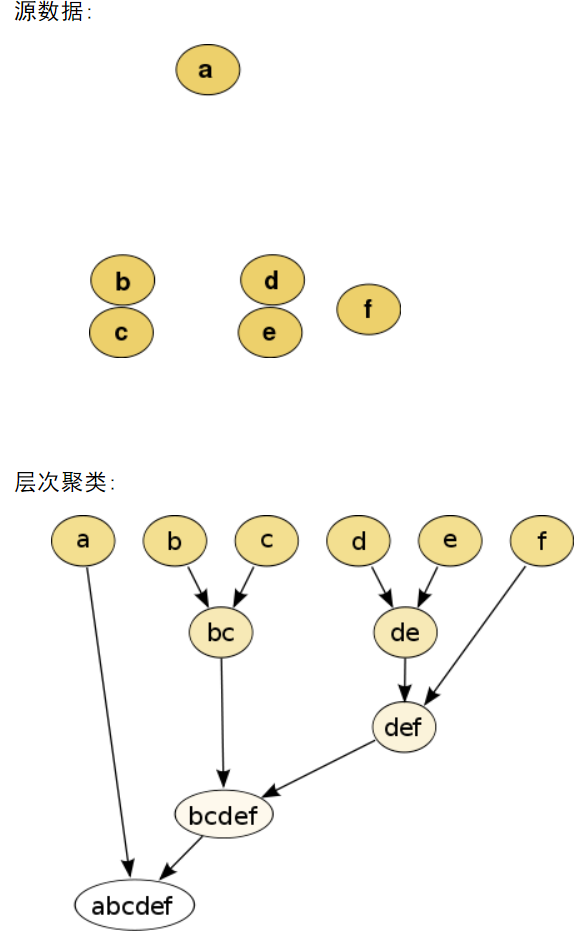 源数据:
a
b
d
f
c
e
层次聚类:
a b c d e f
bc de
def
bcdef
abcdef